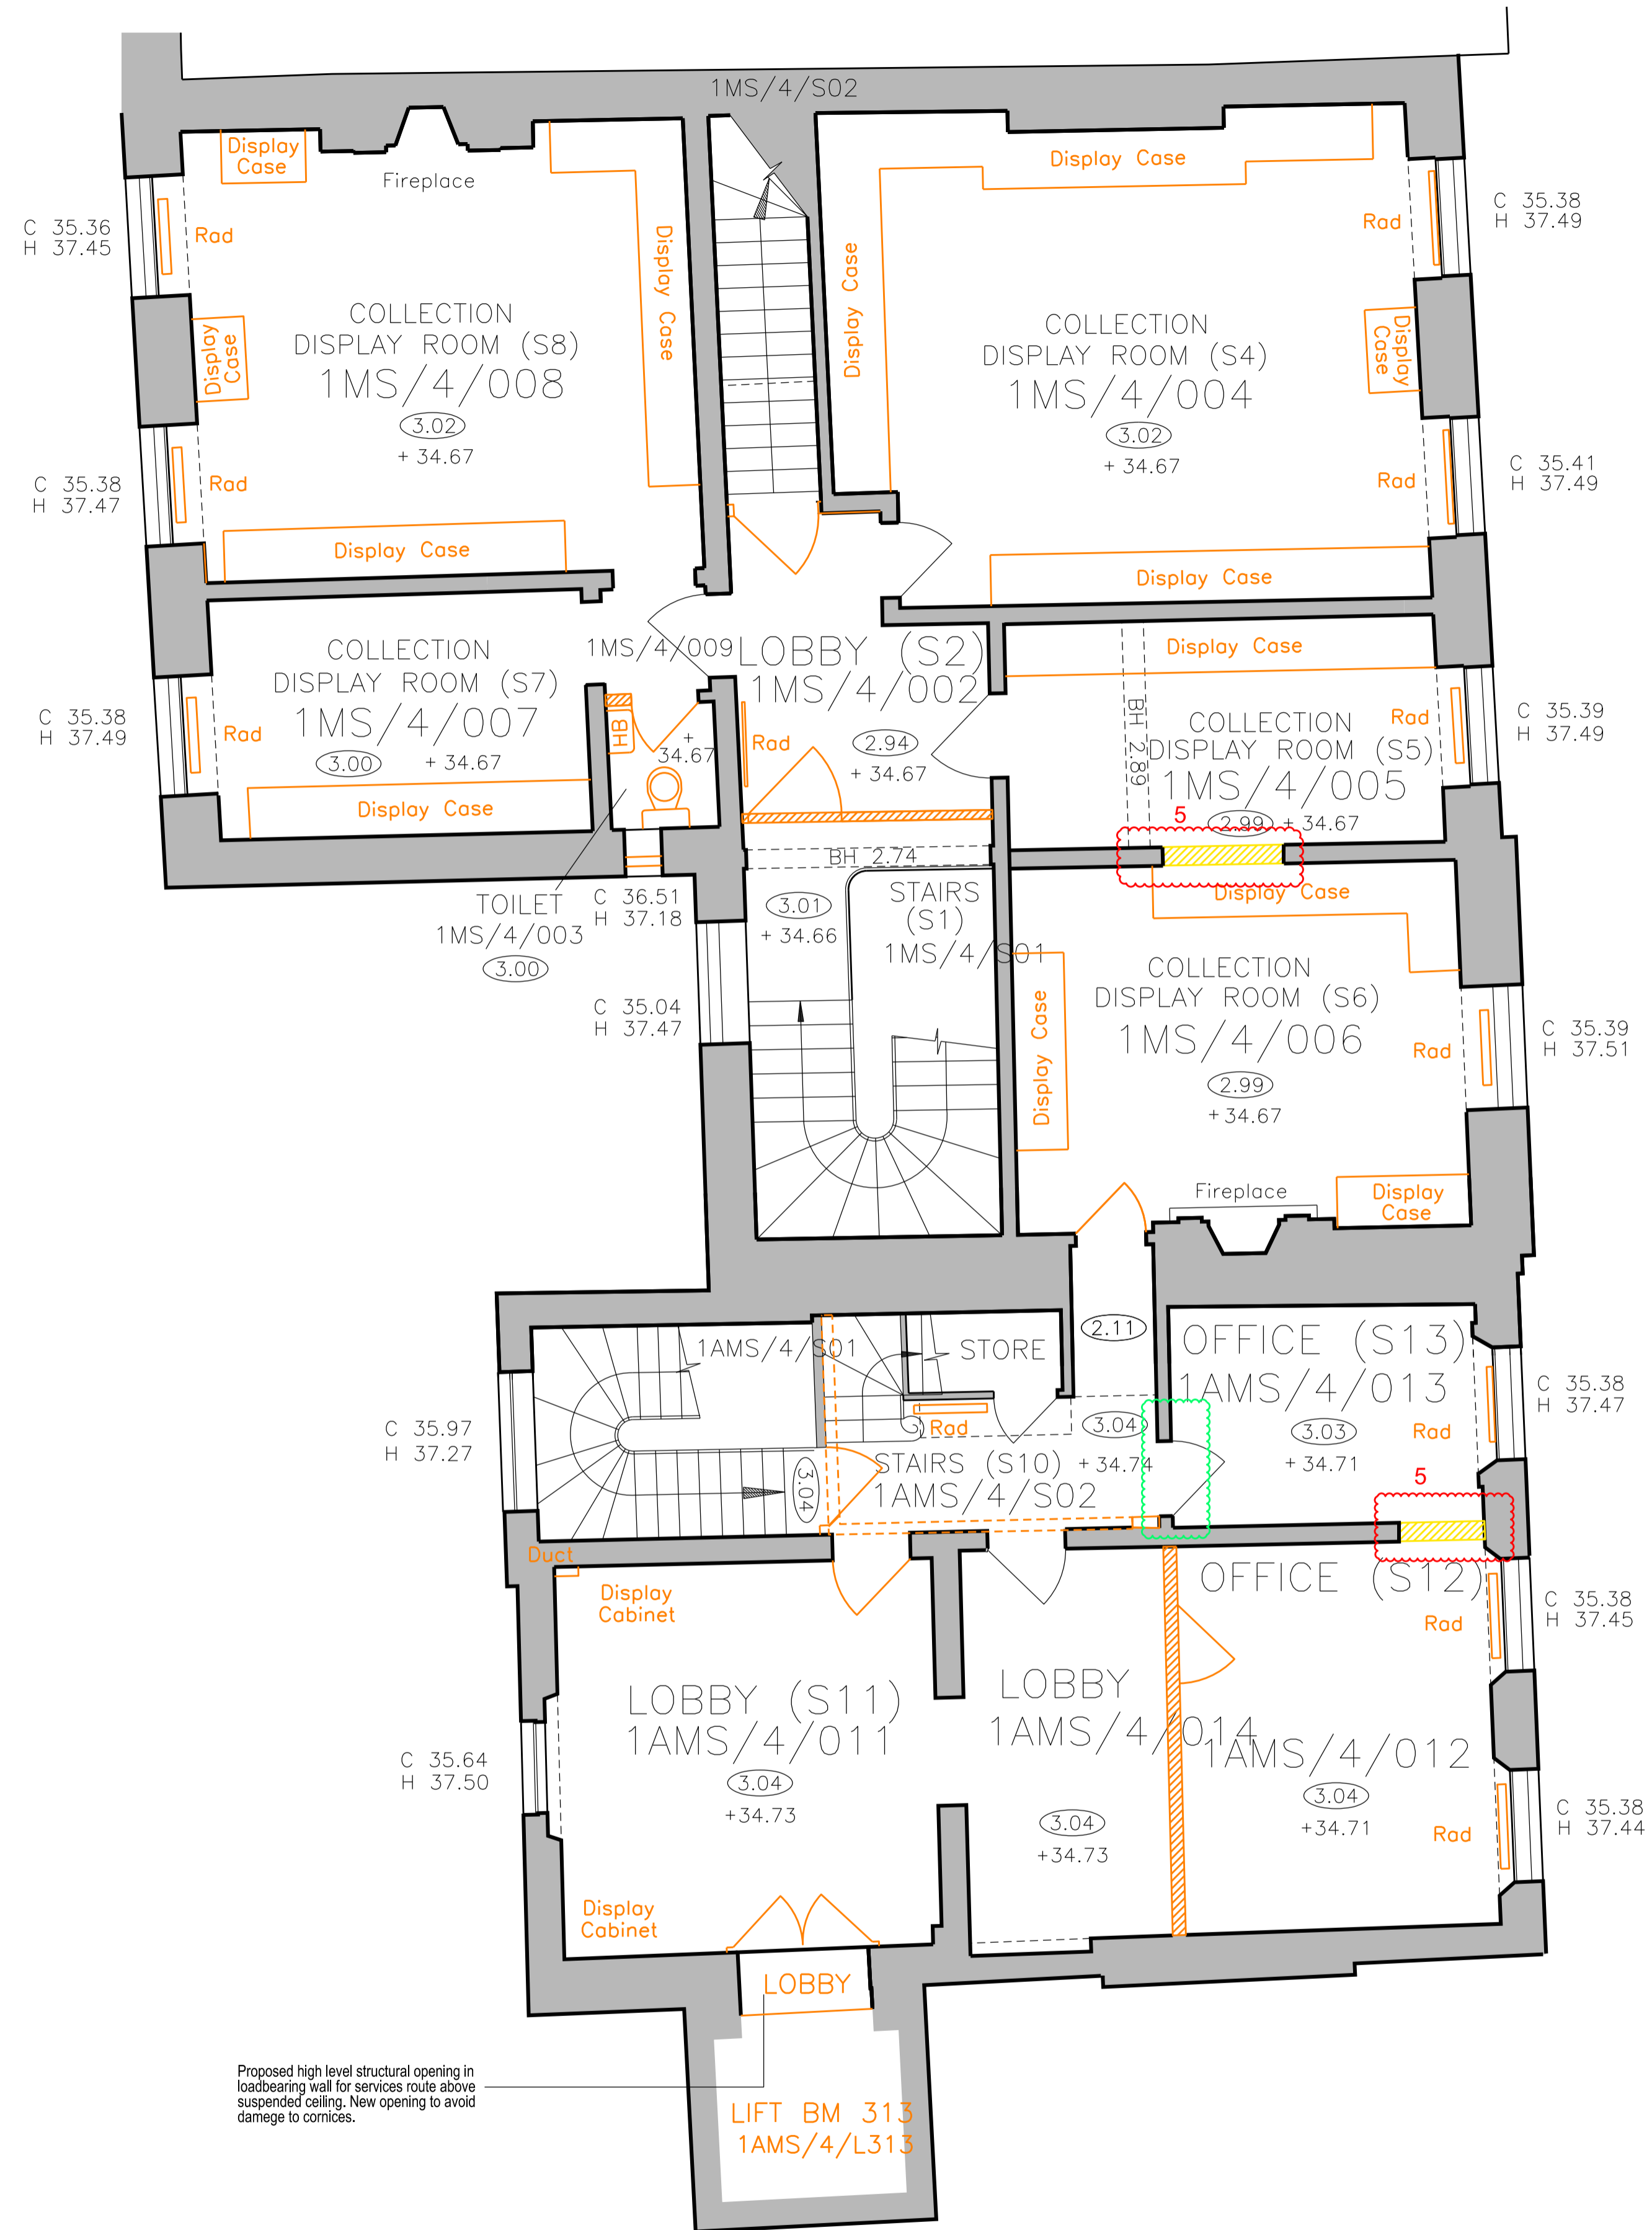 1MS/4/S02
Display
Case
Fireplace
C 35.36
H 37.45
Rad
Display Case
COLLECTION
DISPLAY ROOM (S8)
1MS/4/008
3.02
+ 34.67
Display
Case
C 35.38
H 37.47
Rad
Display Case
Display Case
Display Case
COLLECTION
DISPLAY ROOM (S4)
1MS/4/004
3.02
+ 34.67
Rad
C 35.38
H 37.49
Display
Case
Rad
C 35.41
H 37.49
Display Case
COLLECTION
DISPLAY ROOM (S7)
1MS/4/007
3.00
+ 34.67
C 35.38
H 37.49
Rad
Display Case
1MS/4/009
HB
+
34.67
LOBBY (S2)
1MS/4/002
Rad
2.94
+ 34.67
Display Case
BH 2.89
COLLECTION
DISPLAY ROOM (S5)
1MS/4/005
2.99
+ 34.67
Rad
C 35.39
H 37.49
5
BH 2.74
TOILET
1MS/4/003
3.00
C 36.51
H 37.18
3.01
+ 34.66
STAIRS
(S1)
1MS/4/S01
C 35.04
H 37.47
Display Case
Display Case
COLLECTION
DISPLAY ROOM (S6)
1MS/4/006
2.99
+34.67
Rad
C 35.39
H 37.51
Fireplace
Display
Case
1AMS/4/S01
STORE
2.11
OFFICE (S13)
1AMS/4/013
3.03
+34.71
Rad
C 35.38
H 37.47
C 35.97
H 37.27
Rad
3.04
3.04
+34.74
STAIRS (S10)
1AMS/4/S02
5
Duct
Display
Cabinet
OFFICE (S12)
C 35.38
H 37.45
Rad
LOBBY (S11)
1AMS/4/011
3.04
+34.73
C 35.64
H 37.50
LOBBY
1AMS/4/014
3.04
+34.73
1AMS/4/012
3.04
+34.71
Rad
C 35.38
H 37.44
Display
Cabinet
LOBBY
Proposed high level structural opening in
loadbearing wall for services route above
suspended ceiling. New opening to avoid
damege to cornices.
LIFT BM 313
1AMS/4/L313